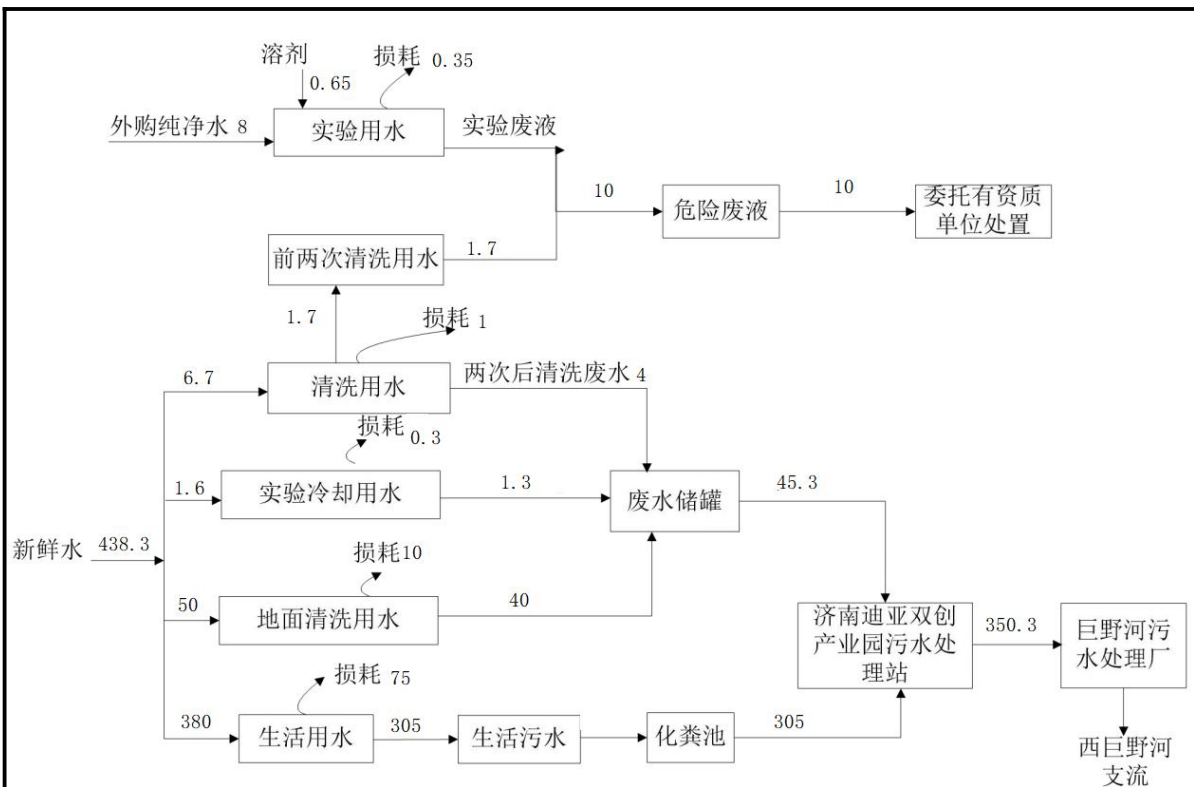 溶剂
0.65
损耗 0.35
外购纯净水 8
实验用水
实验废液
10
危险废液
10
委托有资质
单位处置
前两次清洗用水
1.7
1.7
损耗 1
6.7
清洗用水
两次后清洗废水 4
损耗 0.3
1.6
实验冷却用水
1.3
废水储罐
45.3
新鲜水
438.3
损耗10
50
地面清洗用水
40
济南迪亚双创
产业园污水处
理站
350.3
巨野河污
水处理厂
损耗 75
380
生活用水
305
生活污水
化粪池
305
西巨野河
支流